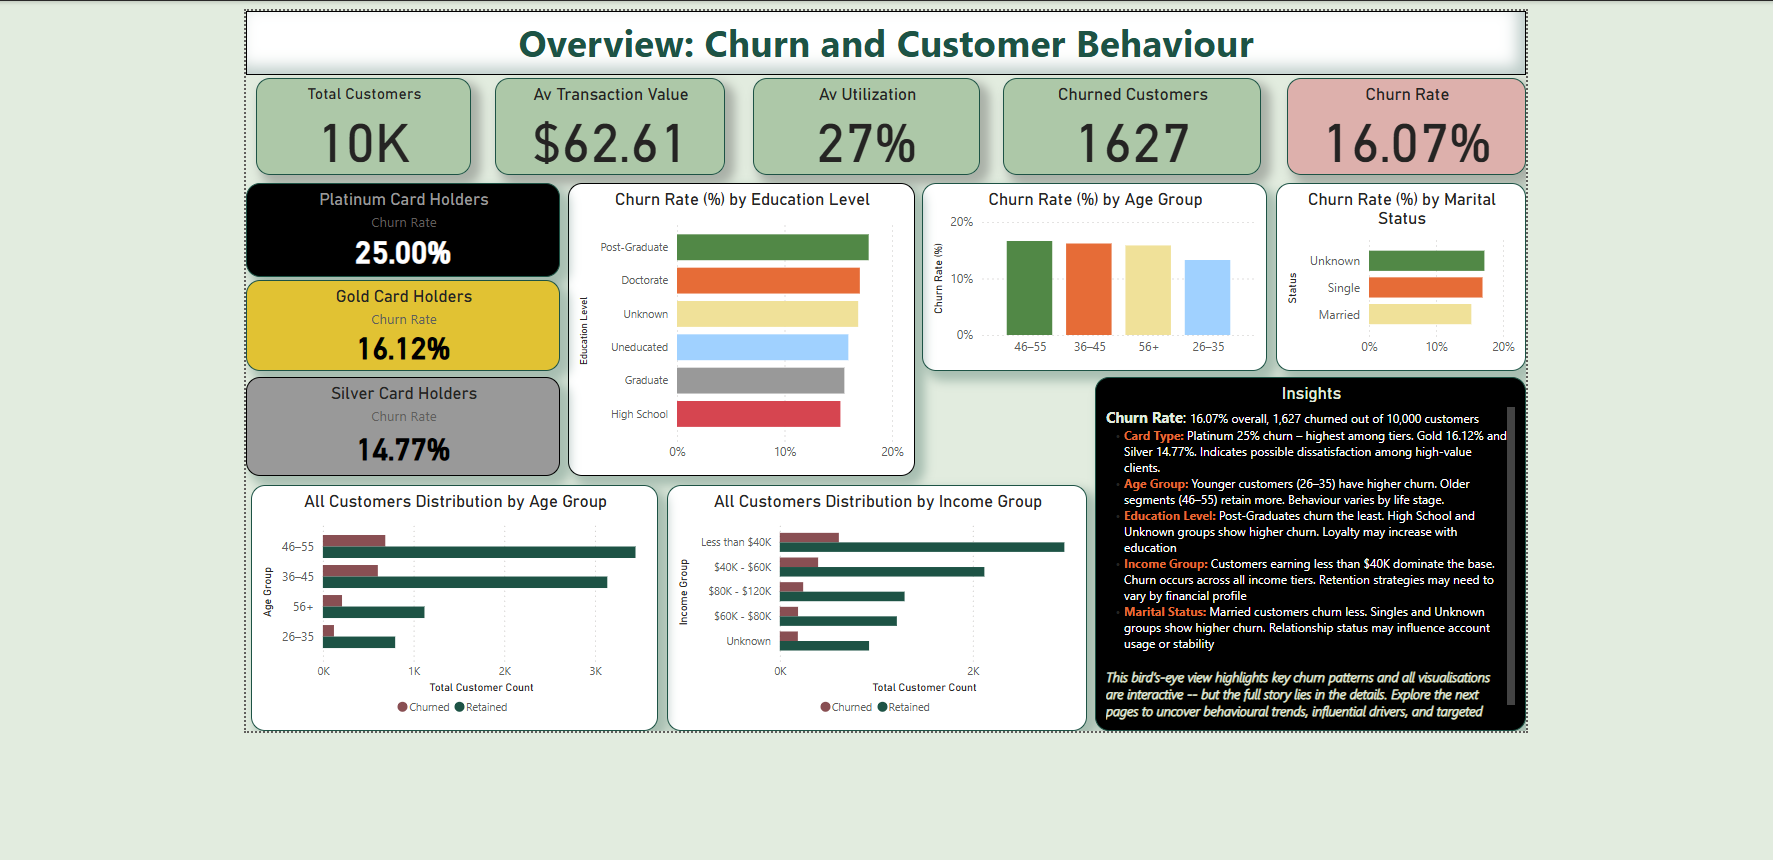 Overview: Churn and Customer Behaviour
Total Customers
10K
Av Transaction Value
$62.61
Av Utilization
27%
Churned Customers
1627
Churn Rate
16.07%
Platinum Card Holders
Churn Rate
25.00%
Gold Card Holders
Churn Rate
16.12%
Silver Card Holders
Churn Rate
14.77%
Churn Rate (%) by Education Level
Education Level
Post-Graduate
Doctorate
Unknown
Uneducated
Graduate
High School
0% 10% 20%
Churn Rate (%) by Age Group
Churn Rate (%)
20%
10%
0%
46–55 36–45 56+ 26–35
Churn Rate (%) by Marital
Status
Status
Unknown
Single
Married
0% 10% 20%
All Customers Distribution by Age Group
Age Group
46–55
36–45
56+
26–35
0K 1K 2K 3K
Total Customer Count
Churned Retained
All Customers Distribution by Income Group
Income Group
Less than $40K
$40K - $60K
$80K - $120K
$60K - $80K
Unknown
0K 2K
Total Customer Count
Churned Retained
Insights
Churn Rate: 16.07% overall, 1,627 churned out of 10,000 customers
Card Type: Platinum 25% churn – highest among tiers. Gold 16.12% and
Silver 14.77%. Indicates possible dissatisfaction among high-value
clients.
Age Group: Younger customers (26–35) have higher churn. Older
segments (46–55) retain more. Behaviour varies by life stage.
Education Level: Post-Graduates churn the least. High School and
Unknown groups show higher churn. Loyalty may increase with
education
Income Group: Customers earning less than $40K dominate the base.
Churn occurs across all income tiers. Retention strategies may need to
vary by financial profile
Marital Status: Married customers churn less. Singles and Unknown
groups show higher churn. Relationship status may influence account
usage or stability
This bird's-eye view highlights key churn patterns and all visualisations
are interactive -- but the full story lies in the details. Explore the next
pages to uncover behavioural trends, influential drivers, and targeted